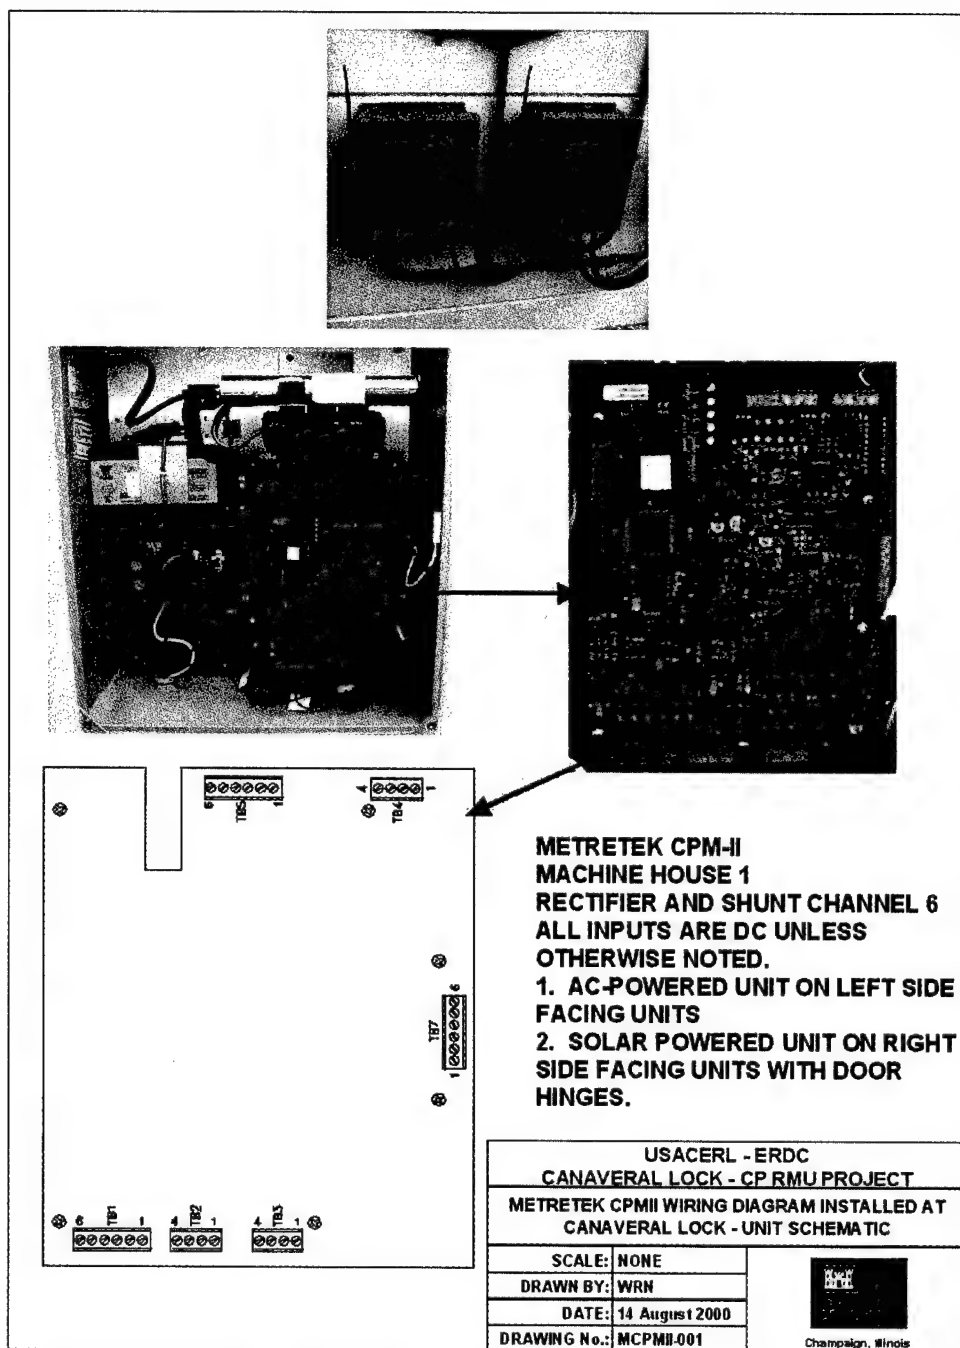 6 TB5 1
4 TB4 1
6
TB7
1
6 TB1 1
4 TB2 1
4 TB3 1
METRETEK CPM-II
MACHINE HOUSE 1
RECTIFIER AND SHUNT CHANNEL 6
ALL INPUTS ARE DC UNLESS
OTHERWISE NOTED.
1. AC-POWERED UNIT ON LEFT SIDE
FACING UNITS
2. SOLAR POWERED UNIT ON RIGHT
SIDE FACING UNITS WITH DOOR
HINGES.
USACERL - ERDC
CANAVERAL LOCK - CP RMU PROJECT
METRETEK CPMII WIRING DIAGRAM INSTALLED AT
CANAVERAL LOCK - UNIT SCHEMATIC
SCALE: NONE
DRAWN BY: WRN
DATE: 14 August 2000
DRAWING No.: MCPMII-001
Champaign, Illinois